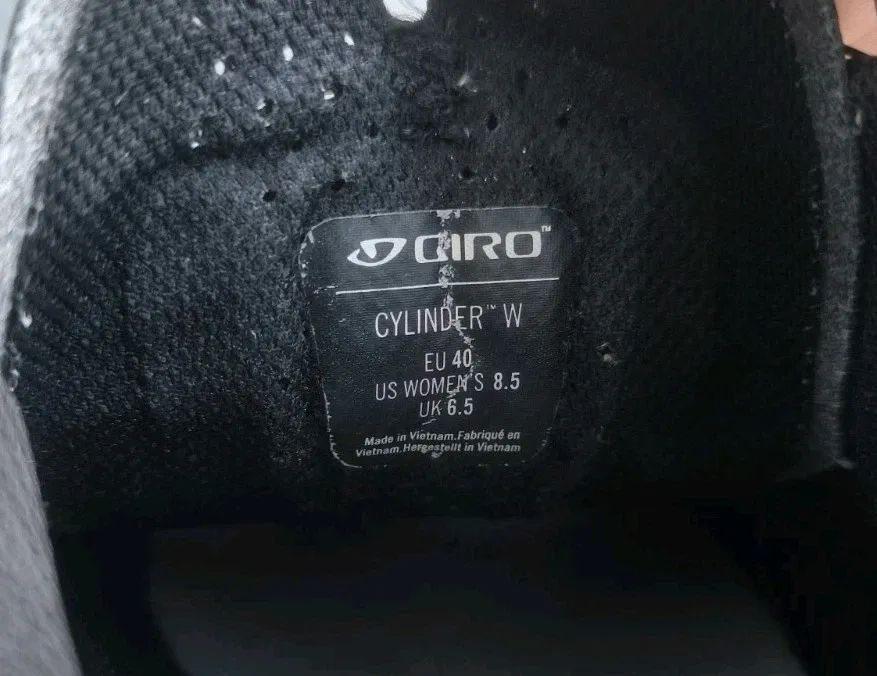 GIRO™
CYLINDER™ W
EU 40
US WOMEN'S 8.5
UK 6.5
Made in Vietnam.Fabriqué en
Vietnam.Hergestellt in Vietnam